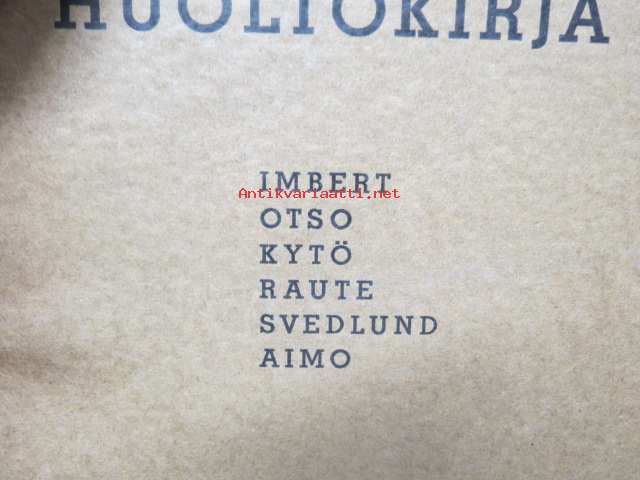 HUOLTOKIRJA
IMBERT
Antikvariaatti.net
OTSO
KYTÖ
RAUTE
SVEDLUND
AIMO